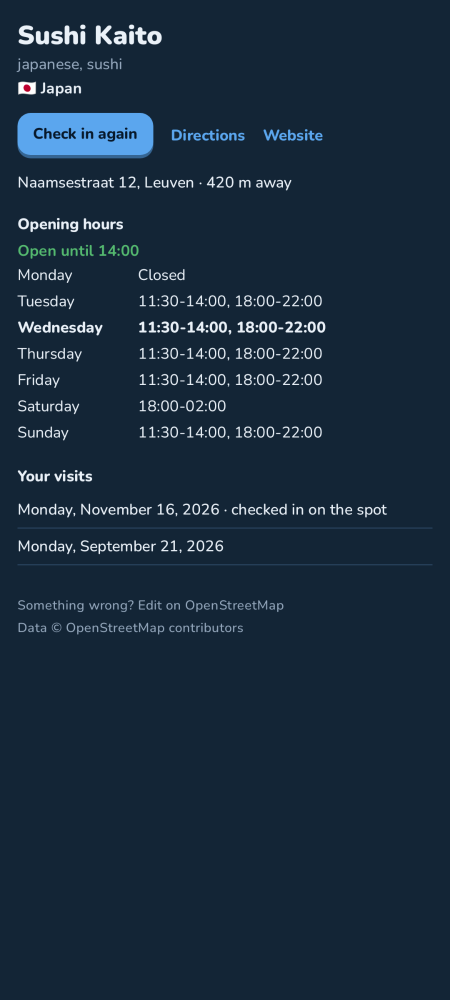 Sushi Kaito
japanese, sushi
🇯🇵 Japan
Check in again Directions Website
Naamsestraat 12, Leuven · 420 m away
Opening hours
Open until 14:00
Monday Closed
Tuesday 11:30-14:00, 18:00-22:00
Wednesday 11:30-14:00, 18:00-22:00
Thursday 11:30-14:00, 18:00-22:00
Friday 11:30-14:00, 18:00-22:00
Saturday 18:00-02:00
Sunday 11:30-14:00, 18:00-22:00
Your visits
Monday, November 16, 2026 · checked in on the spot
Monday, September 21, 2026
Something wrong? Edit on OpenStreetMap
Data © OpenStreetMap contributors